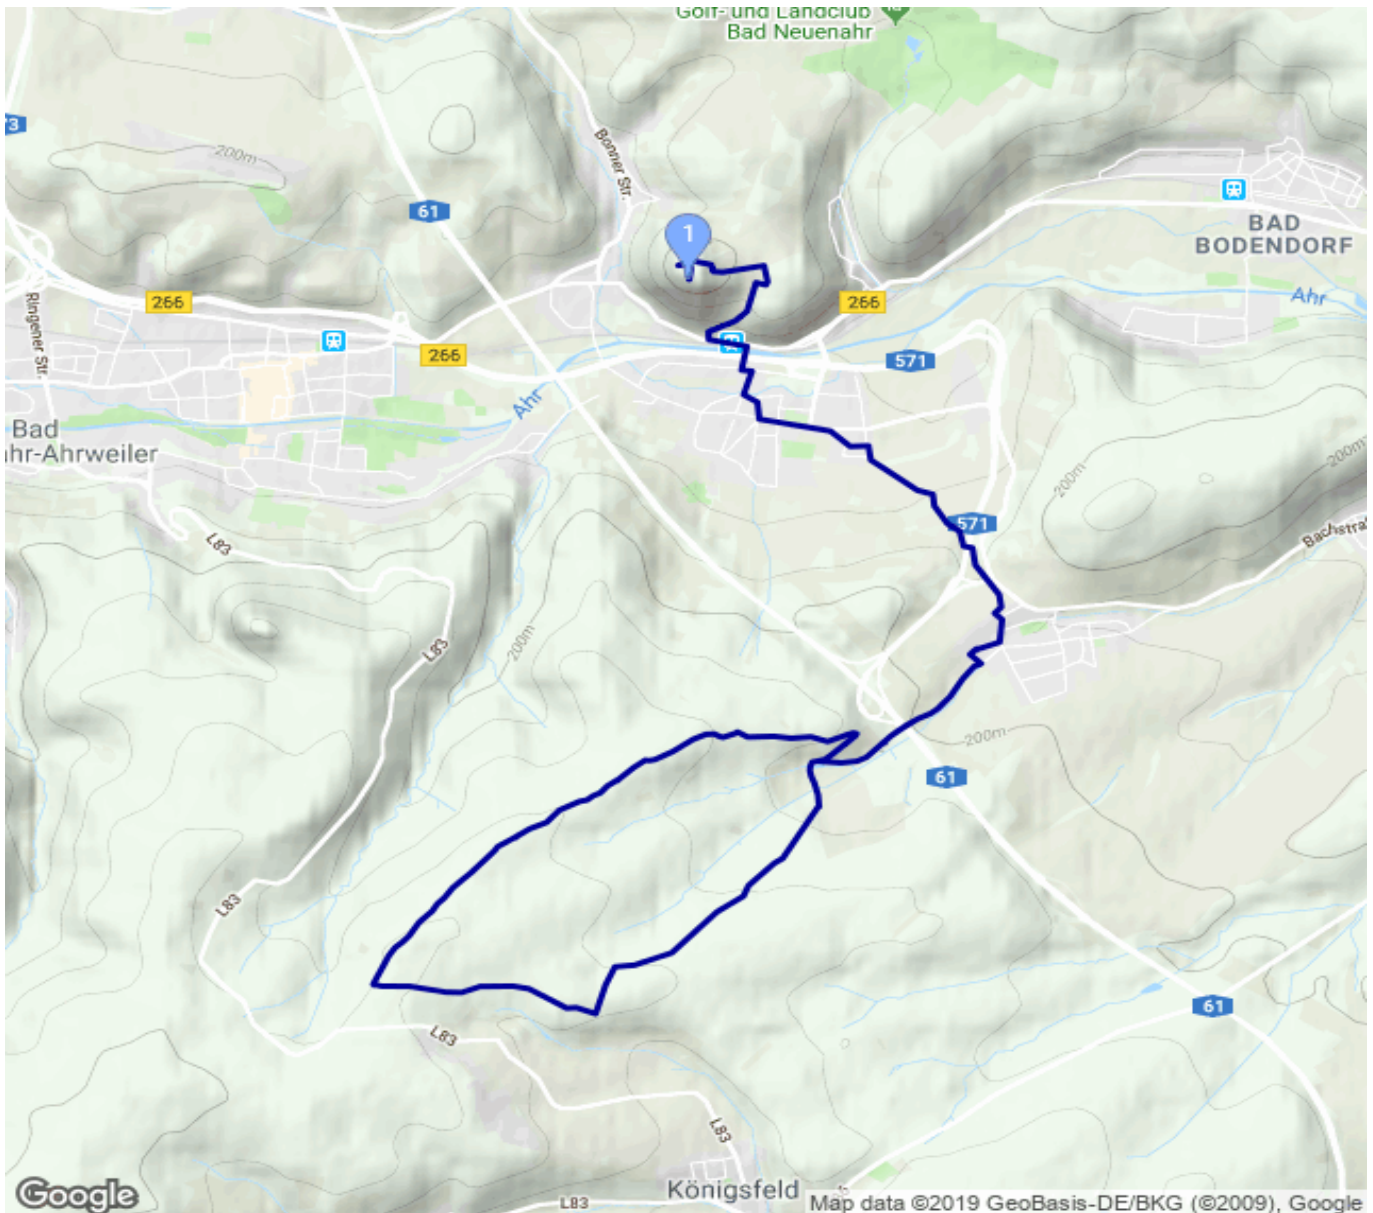 Golf- und Landclub
Bad Neuenahr
73
200m
Bonner Str.
61
1
BAD
BODENDORF
266
266
Ahr
Ringener Str.
266
571
Ahr
Bad
hr-Ahrweiler
200m
200m
571
L83
Bachstraß
200m
L83
200m
61
L83
61
L83
L83
Königsfeld
L83
Google
Map data ©2019 GeoBasis-DE/BKG (©2009), Google